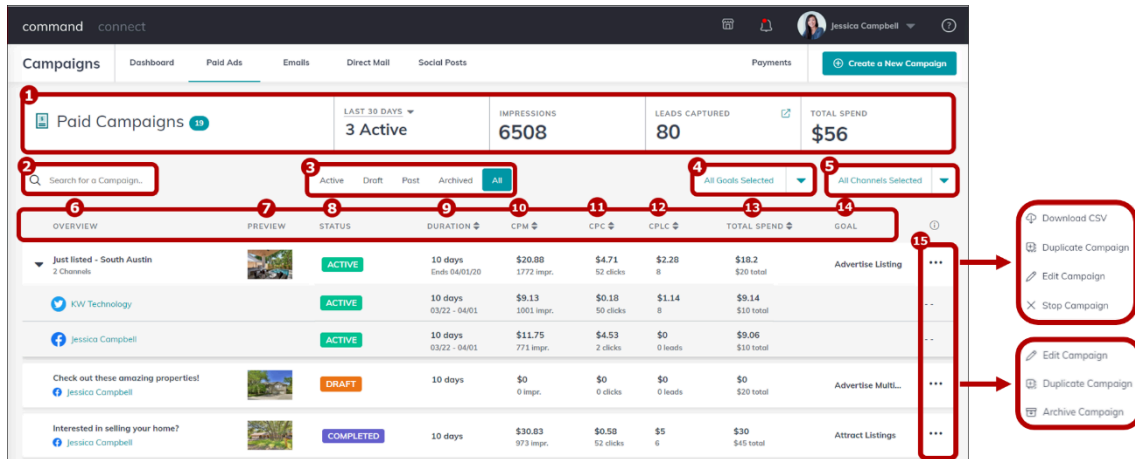 command connect
Jessica Campbell
?
Campaigns Dashboard Paid Ads Emails Direct Mail Social Posts Payments Create a New Campaign
1
Paid Campaigns 19
LAST 30 DAYS
3 Active
IMPRESSIONS
6508
LEADS CAPTURED
80
TOTAL SPEND
$56
2 3 4 5
Search for a Campaign.. Active Draft Past Archived All All Goals Selected All Channels Selected
6 7 8 9 10 11 12 13 14
OVERVIEW PREVIEW STATUS DURATION CPM CPC CPLC TOTAL SPEND GOAL
15
Just listed - South Austin ACTIVE 10 days $20.88 $4.71 $2.28 $18.2 Advertise Listing ...
2 Channels Ends 04/01/20 1772 impr. 52 clicks 8 $20 total
KW Technology ACTIVE 10 days $9.13 $0.18 $1.14 $9.14 - -
03/22 - 04/01 1001 impr. 50 clicks 8 $10 total
Jessica Campbell ACTIVE 10 days $11.75 $4.53 $0 $9.06 - -
03/22 - 04/01 771 impr. 2 clicks 0 leads $10 total
Check out these amazing properties! DRAFT 10 days $0 $0 $0 $0 Advertise Multi... ...
Jessica Campbell 0 impr. 0 clicks 0 leads $20 total
Interested in selling your home? COMPLETED 10 days $30.83 $0.58 $5 $30 Attract Listings ...
Jessica Campbell 973 impr. 52 clicks 6 $45 total
Download CSV
Duplicate Campaign
Edit Campaign
Stop Campaign
Edit Campaign
Duplicate Campaign
Archive Campaign